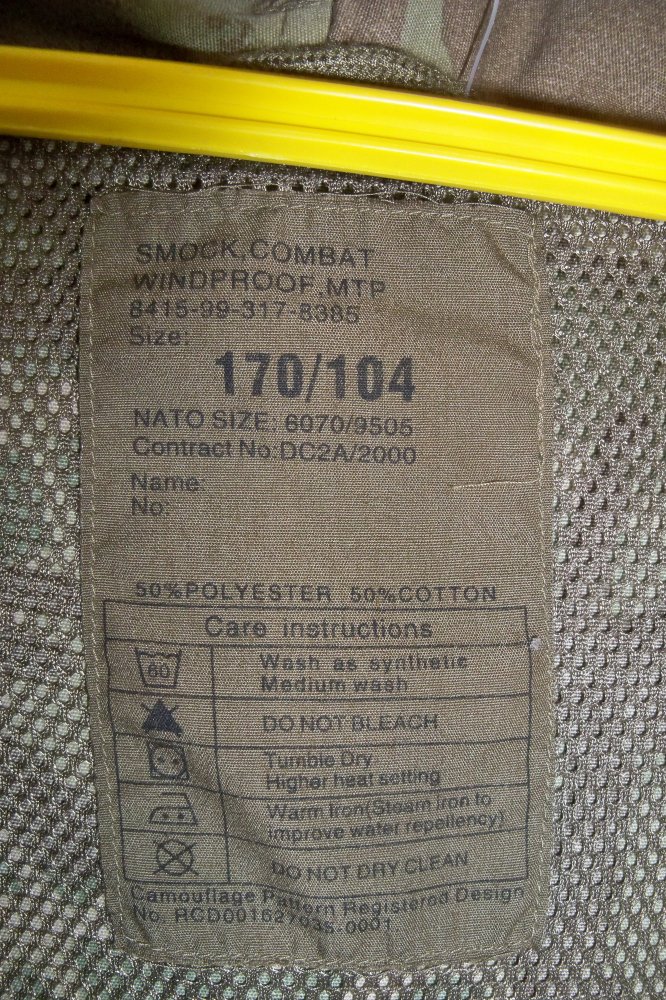 SMOCK,COMBAT
WINDPROOF,MTP
8415-99-317-8385
Size:
170/104
NATO SIZE: 6070/9505
Contract No:DC2A/2000
Name:
No:
50%POLYESTER 50%COTTON
Care instructions
60
Wash as synthetic
Medium wash
DO NOT BLEACH
Tumble Dry
Higher heat setting
Warm Iron(Steam Iron to
improve water repellency)
DO NOT DRY CLEAN
Camouflage Pattern Registered Design
No. RCD001627035-0001.